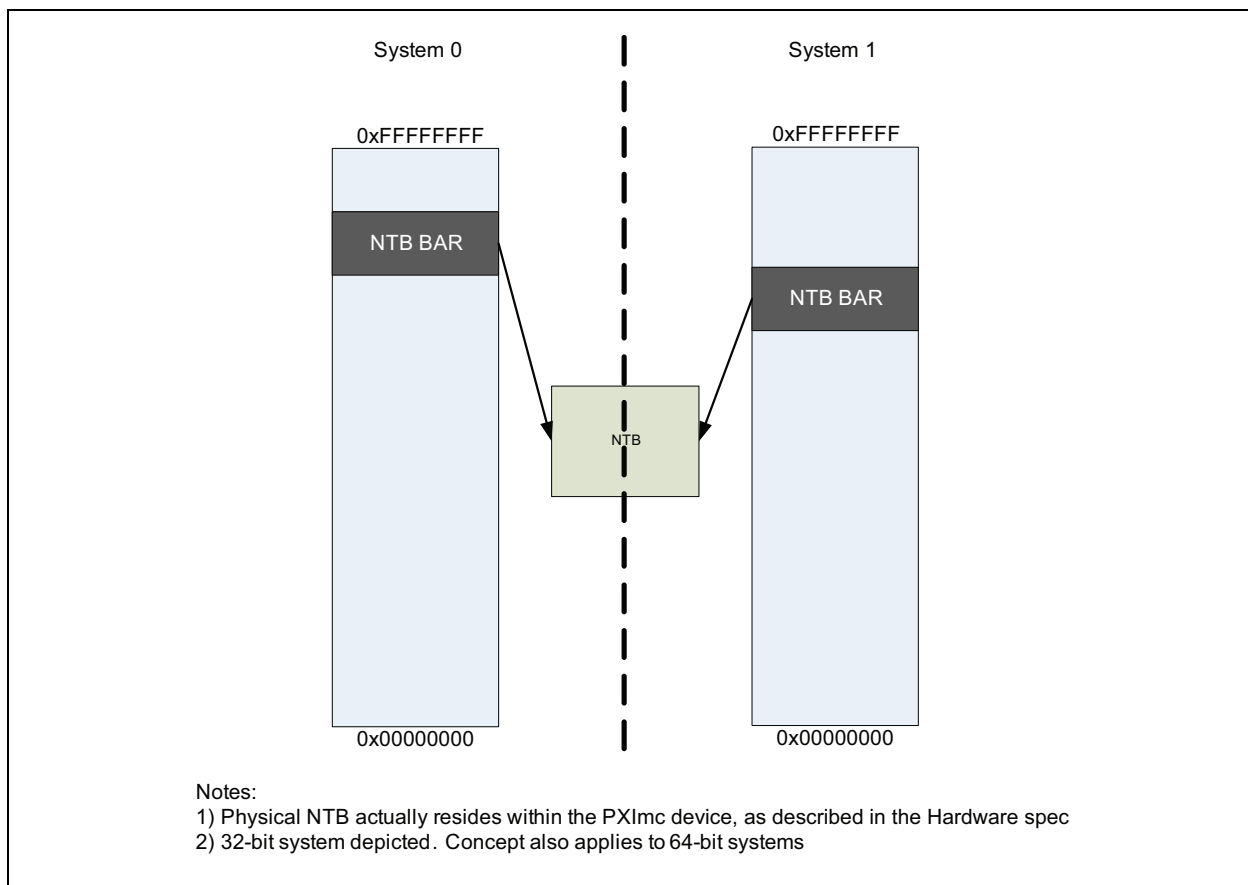 System 0
System 1
0xFFFFFFFF
0xFFFFFFFF
NTB BAR
NTB BAR
NTB
0x00000000
0x00000000
Notes:
1) Physical NTB actually resides within the PXImc device, as described in the Hardware spec
2) 32-bit system depicted. Concept also applies to 64-bit systems